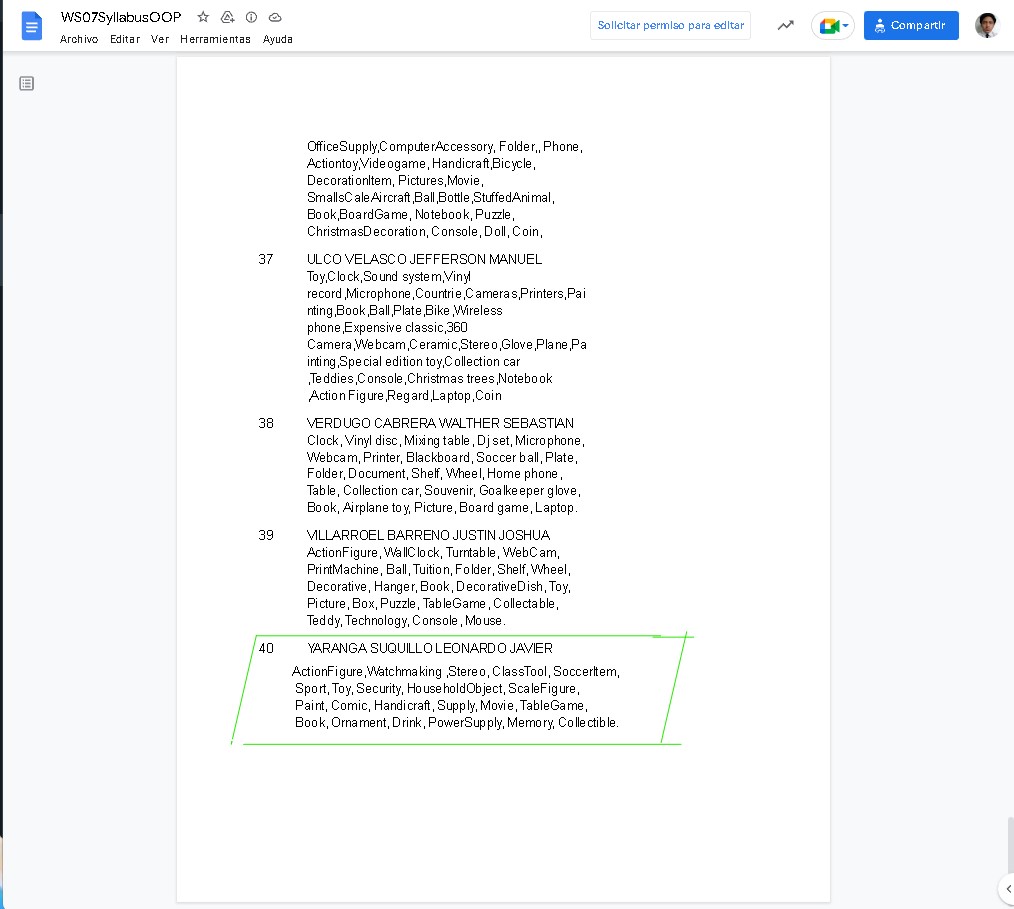 WS07SyllabusOOP
Archivo Editar Ver Herramientas Ayuda
Solicitar permiso para editar
Compartir
OfficeSupply,ComputerAccessory, Folder,, Phone,
Actiontoy,Videogame, Handicraft,Bicycle,
DecorationItem, Pictures,Movie,
SmallsCaleAircraft,Ball,Bottle,StuffedAnimal,
Book,BoardGame, Notebook, Puzzle,
ChristmasDecoration, Console, Doll, Coin,
37 ULCO VELASCO JEFFERSON MANUEL
Toy,Clock,Sound system,Vinyl
record,Microphone,Countrie,Cameras,Printers,Pai
nting,Book,Ball,Plate,Bike,Wireless
phone,Expensive classic,360
Camera,Webcam,Ceramic,Stereo,Glove,Plane,Pa
inting,Special edition toy,Collection car
,Teddies,Console,Christmas trees,Notebook
,Action Figure,Regard,Laptop,Coin
38 VERDUGO CABRERA WALTHER SEBASTIAN
Clock, Vinyl disc, Mixing table, Dj set, Microphone,
Webcam, Printer, Blackboard, Soccer ball, Plate,
Folder, Document, Shelf, Wheel, Home phone,
Table, Collection car, Souvenir, Goalkeeper glove,
Book, Airplane toy, Picture, Board game, Laptop.
39 VILLARROEL BARRENO JUSTIN JOSHUA
ActionFigure, WallClock, Turntable, WebCam,
PrintMachine, Ball, Tuition, Folder, Shelf, Wheel,
Decorative, Hanger, Book, DecorativeDish, Toy,
Picture, Box, Puzzle, TableGame, Collectable,
Teddy, Technology, Console, Mouse.
40 YARANGA SUQUILLO LEONARDO JAVIER
ActionFigure,Watchmaking ,Stereo, ClassTool, SoccerItem,
Sport, Toy, Security, HouseholdObject, ScaleFigure,
Paint, Comic, Handicraft, Supply, Movie, TableGame,
Book, Ornament, Drink, PowerSupply, Memory, Collectible.